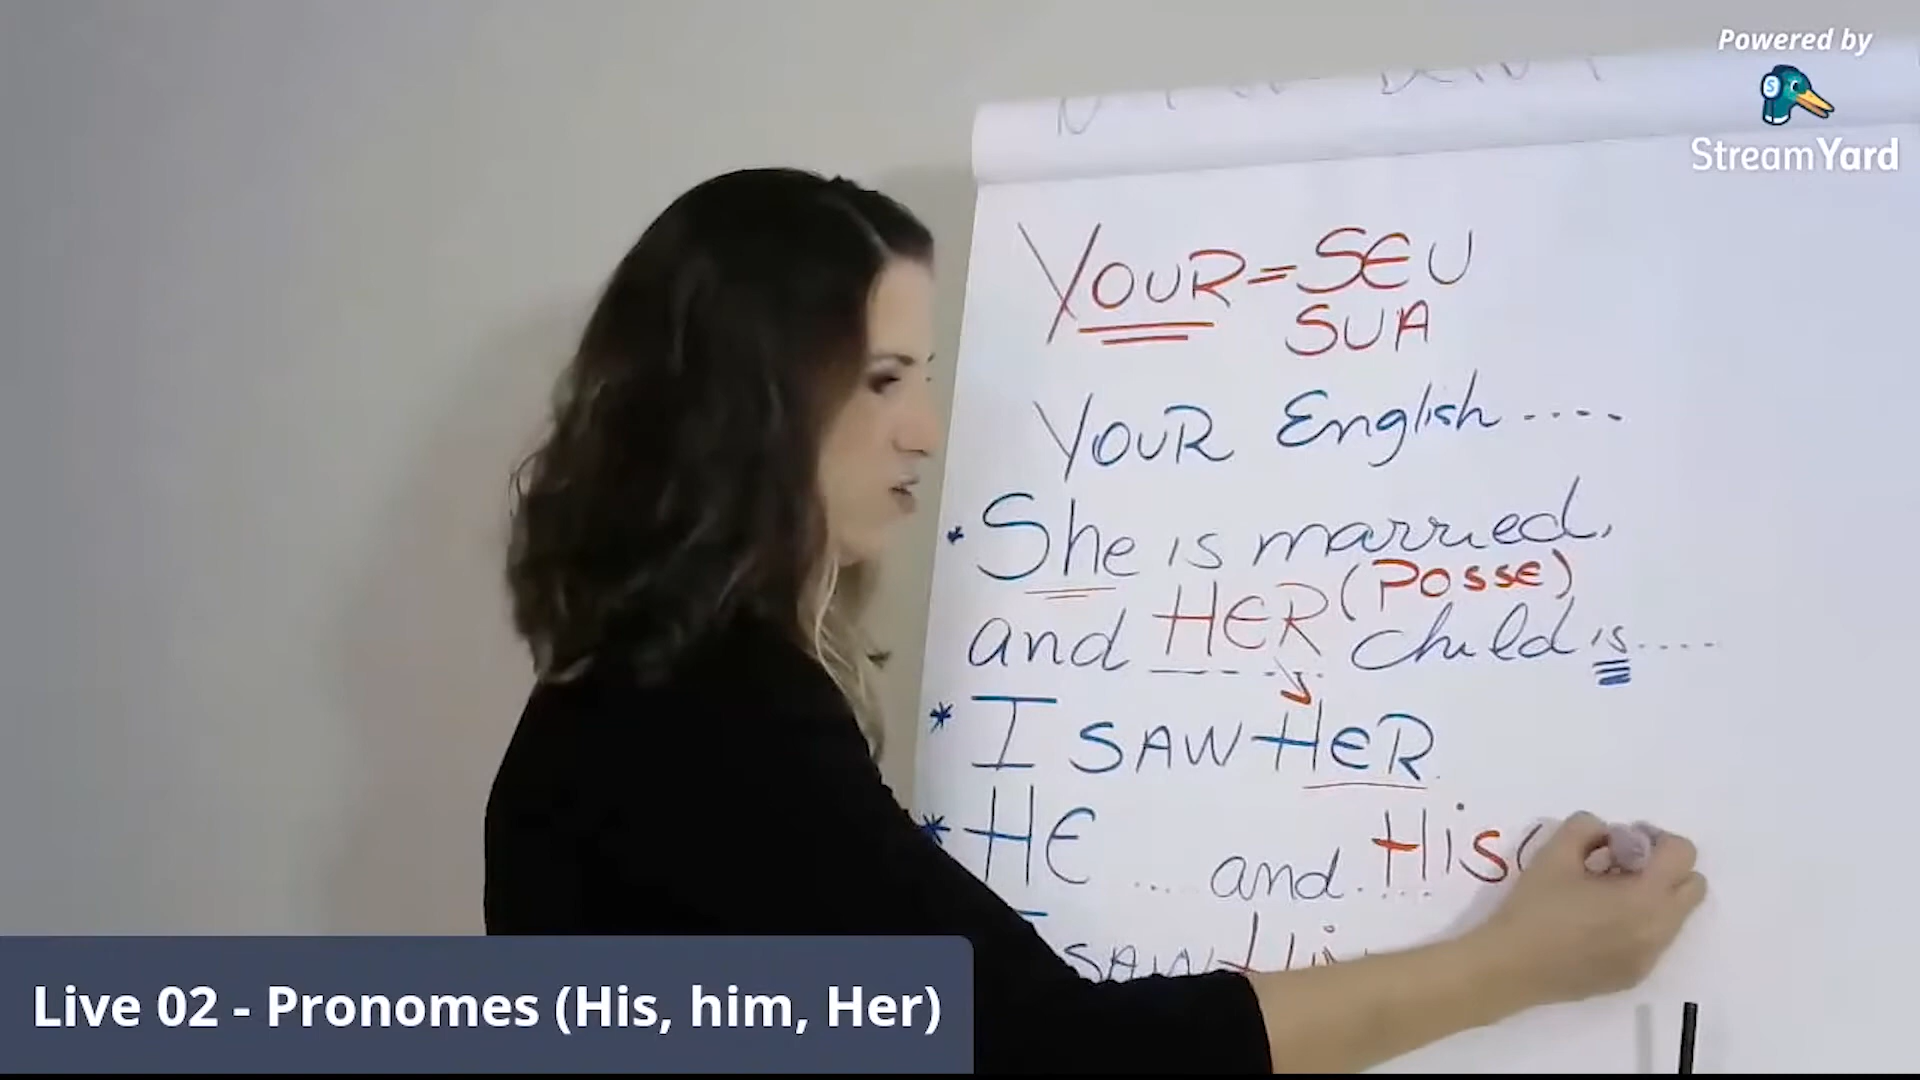 Powered by
StreamYard
YOUR = SEU
SUA
YOUR English ....
* She is married,
and HER (POSSE) child is ....
* I SAW HER
* HE .... and .... His (
I SAW
Live 02 - Pronomes (His, him, Her)